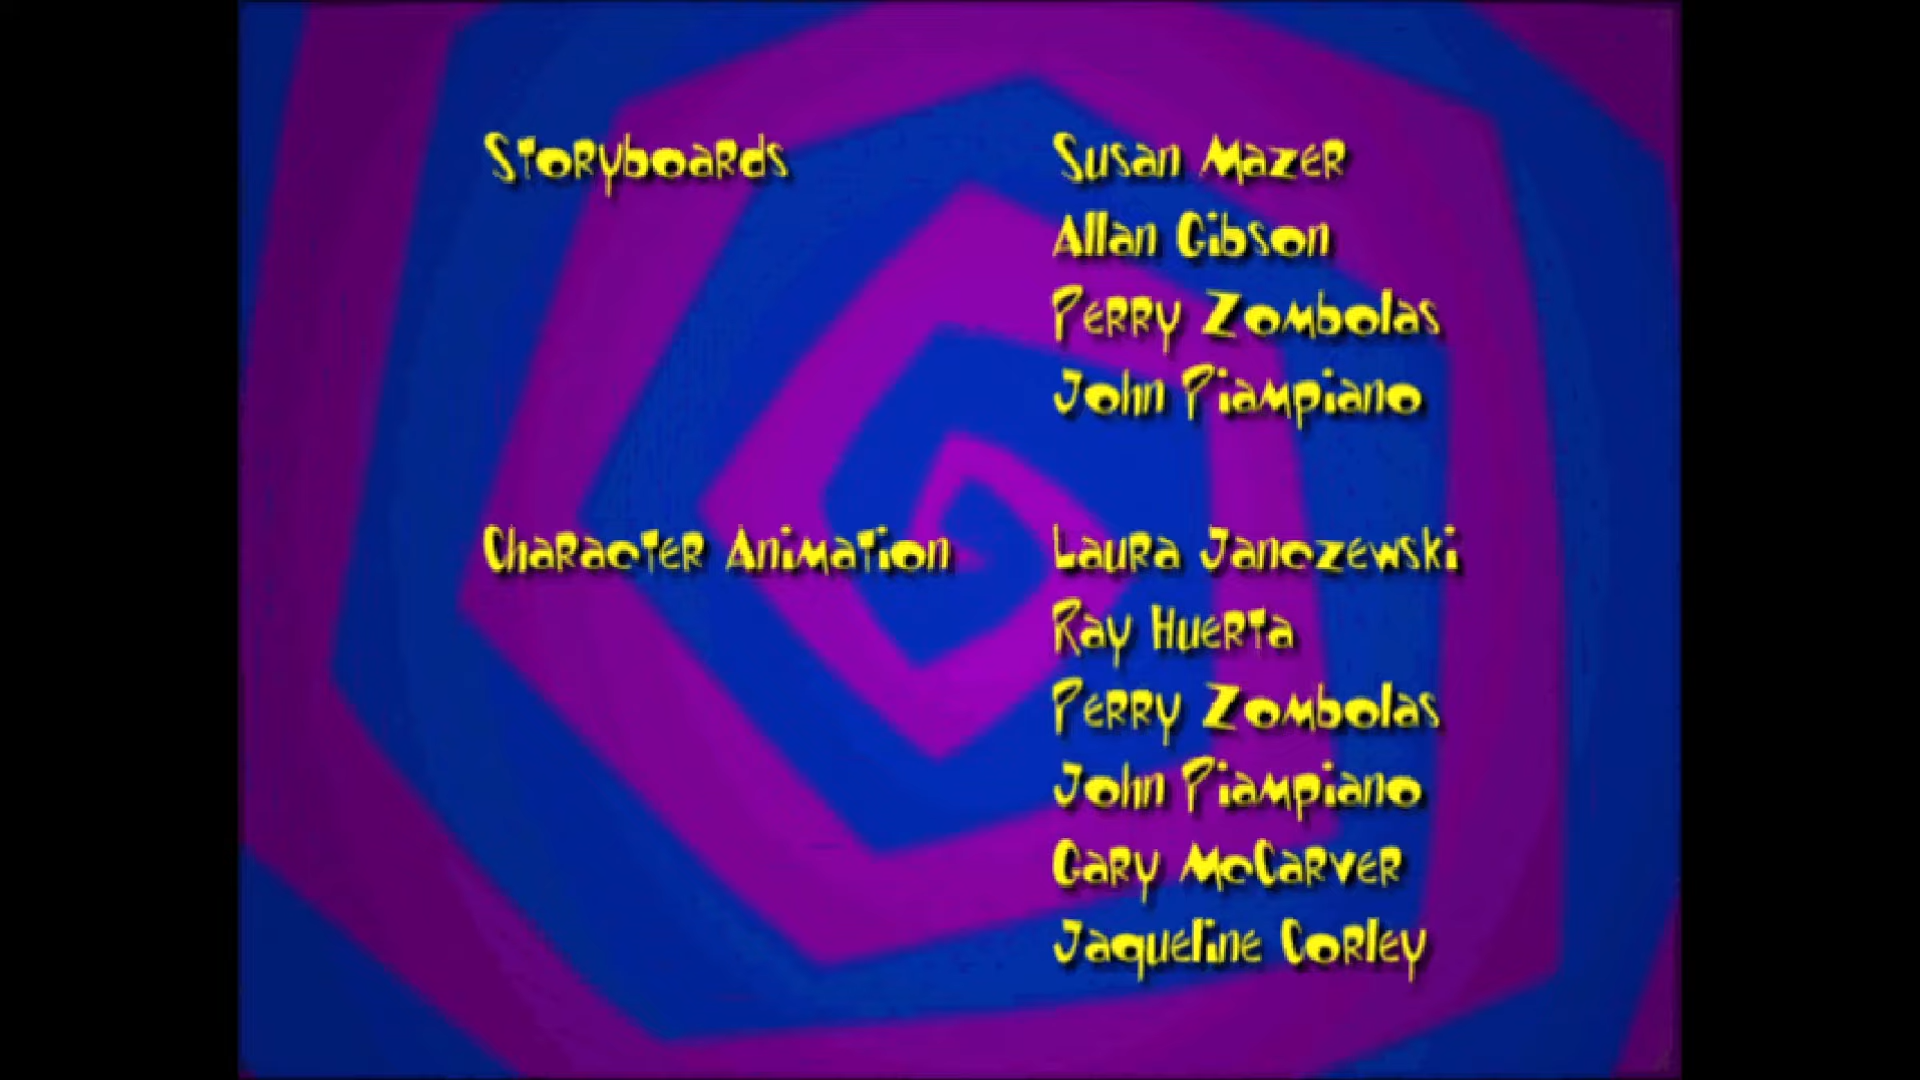 Storyboards
Susan Mazer
Allan Gibson
Perry Zombolas
John Piampiano
Character Animation
Laura Janczewski
Ray Huerta
Perry Zombolas
John Piampiano
Gary McCarver
Jaqueline Corley